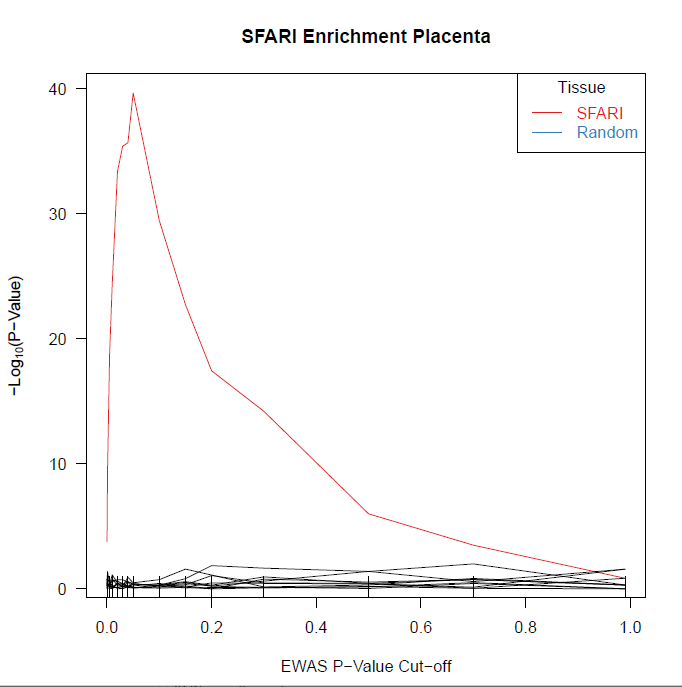 SFARI Enrichment Placenta
Tissue
SFARI
Random
40
30
20
10
0
−Log10(P−Value)
0.0 0.2 0.4 0.6 0.8 1.0
EWAS P−Value Cut−off